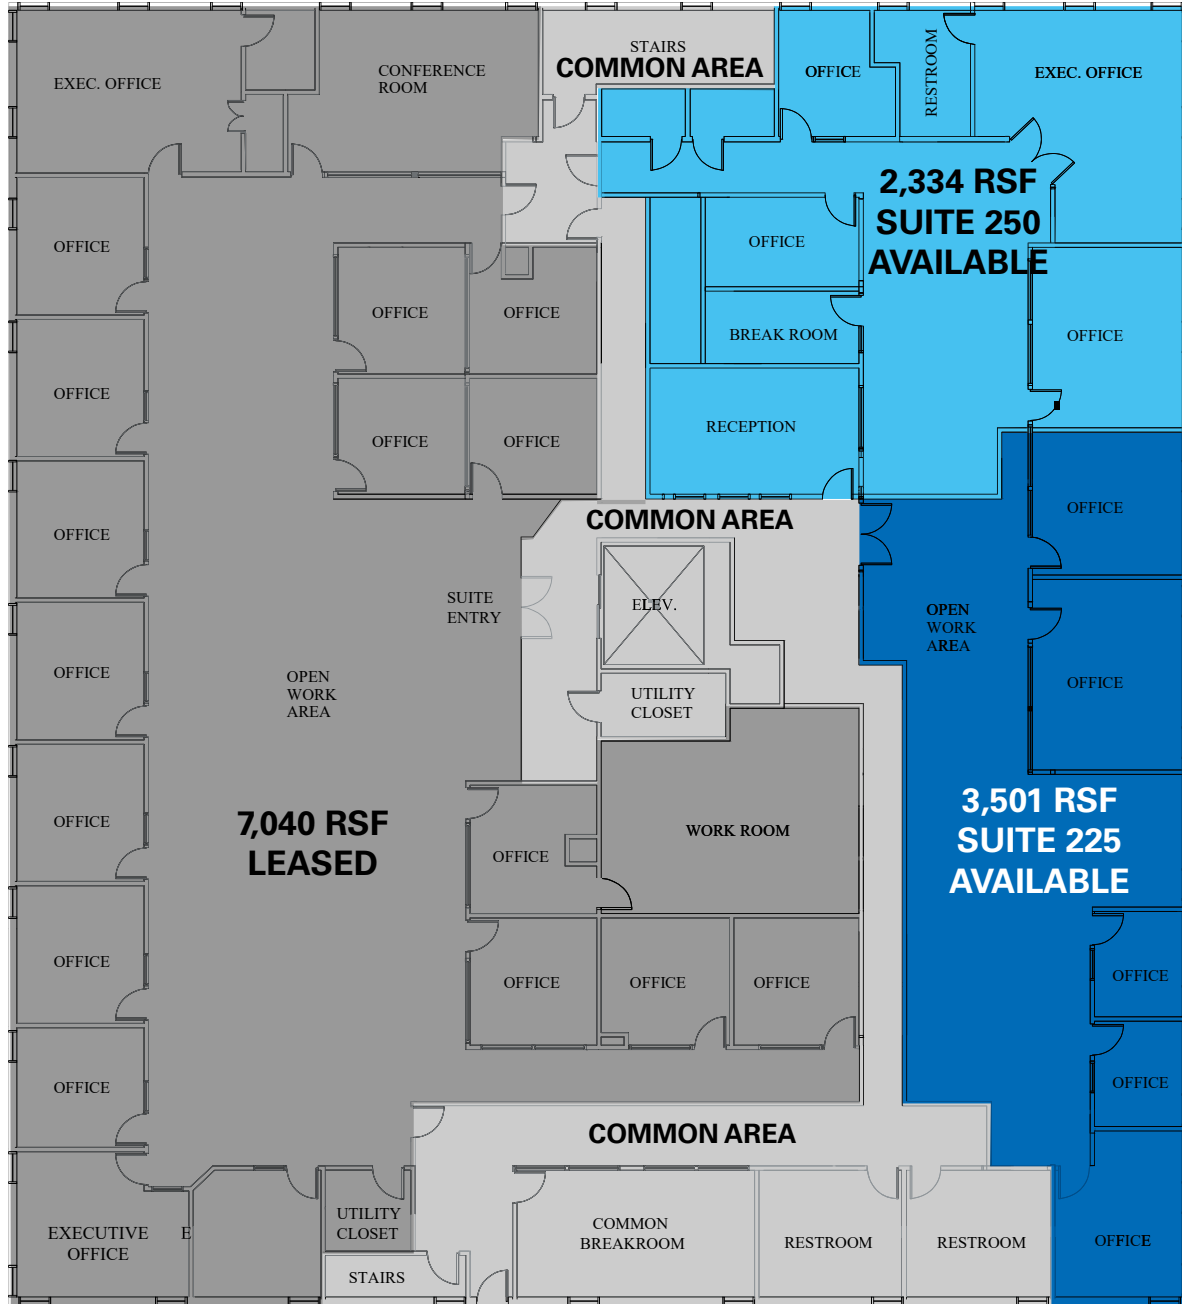 STAIRS
COMMON AREA
EXEC. OFFICE
CONFERENCE
ROOM
OFFICE
RESTROOM
EXEC. OFFICE
2,334 RSF
SUITE 250
AVAILABLE
OFFICE
OFFICE
OFFICE
OFFICE
BREAK ROOM
OFFICE
OFFICE
OFFICE
OFFICE
RECEPTION
OFFICE
COMMON AREA
OFFICE
SUITE
ENTRY
ELEV.
OPEN
WORK
AREA
OFFICE
OPEN
WORK
AREA
UTILITY
CLOSET
OFFICE
OFFICE
7,040 RSF
LEASED
OFFICE
WORK ROOM
3,501 RSF
SUITE 225
AVAILABLE
OFFICE
OFFICE
OFFICE
OFFICE
OFFICE
OFFICE
OFFICE
OFFICE
COMMON AREA
EXECUTIVE
OFFICE
E
UTILITY
CLOSET
STAIRS
COMMON
BREAKROOM
RESTROOM
RESTROOM
OFFICE